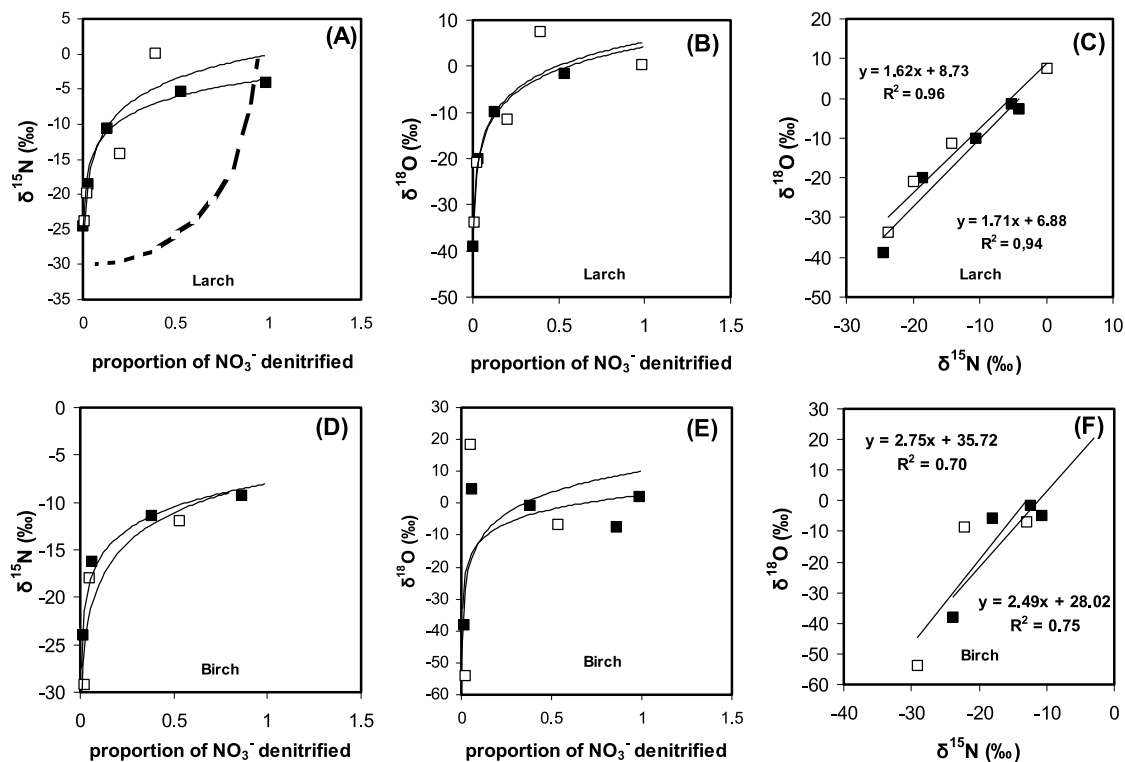 (A)
5
0
-5
-10
-15
-20
-25
-30
-35
δ¹⁵N (‰)
Larch
0 0.5 1 1.5
proportion of NO₃⁻ denitrified
(B)
20
10
0
-10
-20
-30
-40
-50
δ¹⁸O (‰)
Larch
0 0.5 1 1.5
proportion of NO₃⁻ denitrified
(C)
20
10
0
-10
-20
-30
-40
-50
δ¹⁸O (‰)
y = 1.62x + 8.73
R² = 0.96
y = 1.71x + 6.88
R² = 0,94
Larch
-30 -20 -10 0 10
δ¹⁵N (‰)
(D)
0
-5
-10
-15
-20
-25
-30
δ¹⁵N (‰)
Birch
0 0.5 1 1.5
proportion of NO₃⁻ denitrified
(E)
30
20
10
0
-10
-20
-30
-40
-50
-60
δ¹⁸O (‰)
Birch
0 0.5 1 1.5
proportion of NO₃⁻ denitrified
(F)
30
20
10
0
-10
-20
-30
-40
-50
-60
δ¹⁸O (‰)
y = 2.75x + 35.72
R² = 0.70
y = 2.49x + 28.02
R² = 0.75
Birch
-40 -30 -20 -10 0
δ¹⁵N (‰)